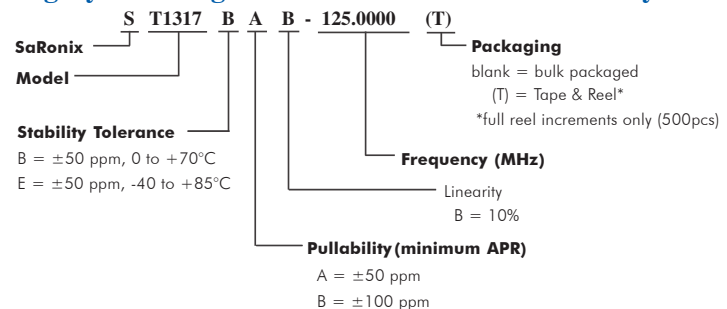 S T1317 B A B - 125.0000 (T)
SaRonix
Model
Packaging
blank = bulk packaged
(T) = Tape & Reel*
*full reel increments only (500pcs)
Stability Tolerance
B = ±50 ppm, 0 to +70°C
E = ±50 ppm, -40 to +85°C
Frequency (MHz)
Linearity
B = 10%
Pullability (minimum APR)
A = ±50 ppm
B = ±100 ppm